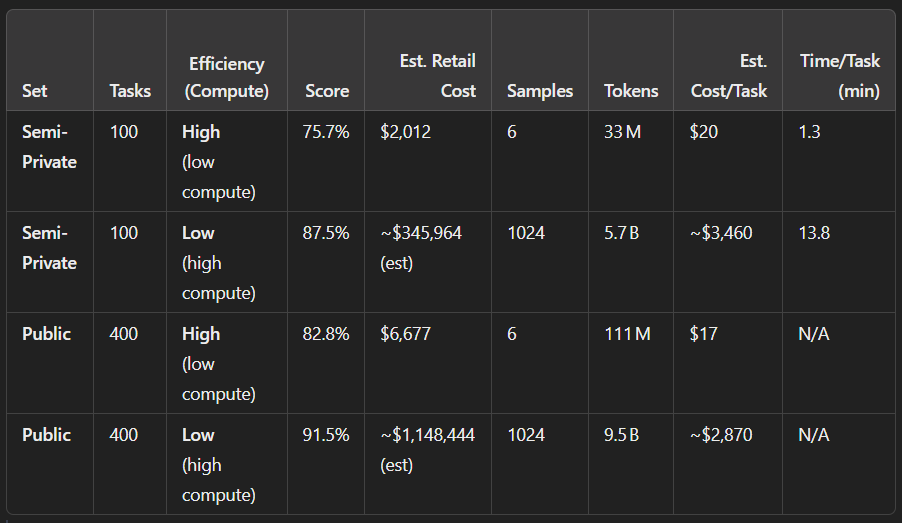 Set Tasks Efficiency (Compute) Score Est. Retail Cost Samples Tokens Est. Cost/Task Time/Task (min)
Semi-Private 100 High (low compute) 75.7% $2,012 6 33 M $20 1.3
Semi-Private 100 Low (high compute) 87.5% ~$345,964 (est) 1024 5.7 B ~$3,460 13.8
Public 400 High (low compute) 82.8% $6,677 6 111 M $17 N/A
Public 400 Low (high compute) 91.5% ~$1,148,444 (est) 1024 9.5 B ~$2,870 N/A